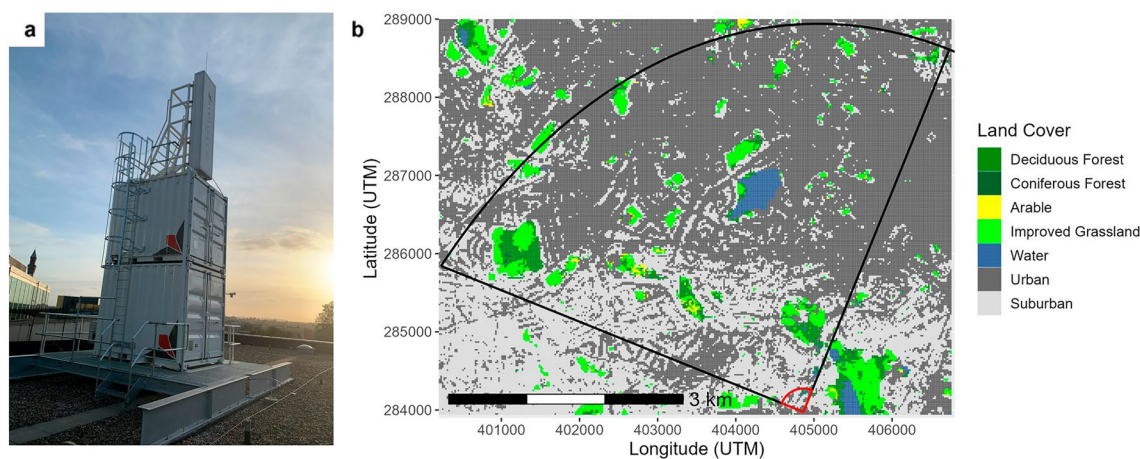 a
b
289000
288000
287000
286000
285000
284000
Latitude (UTM)
3 km
401000 402000 403000 404000 405000 406000
Longitude (UTM)
Land Cover
Deciduous Forest
Coniferous Forest
Arable
Improved Grassland
Water
Urban
Suburban